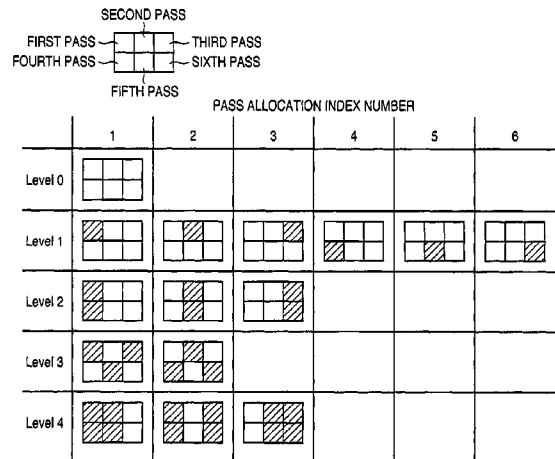 SECOND PASS
FIRST PASS
THIRD PASS
FOURTH PASS
SIXTH PASS
FIFTH PASS
PASS ALLOCATION INDEX NUMBER
1 2 3 4 5 6
Level 0
Level 1
Level 2
Level 3
Level 4